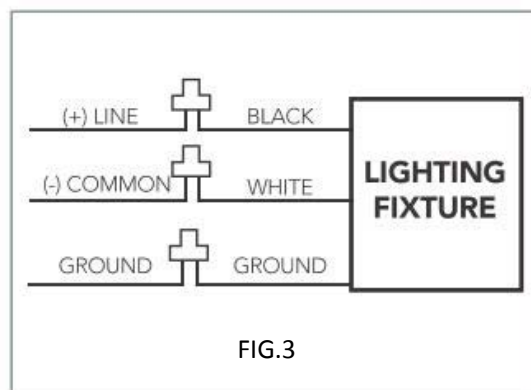 (+) LINE BLACK
(-) COMMON WHITE
GROUND GROUND
LIGHTING
FIXTURE
FIG.3